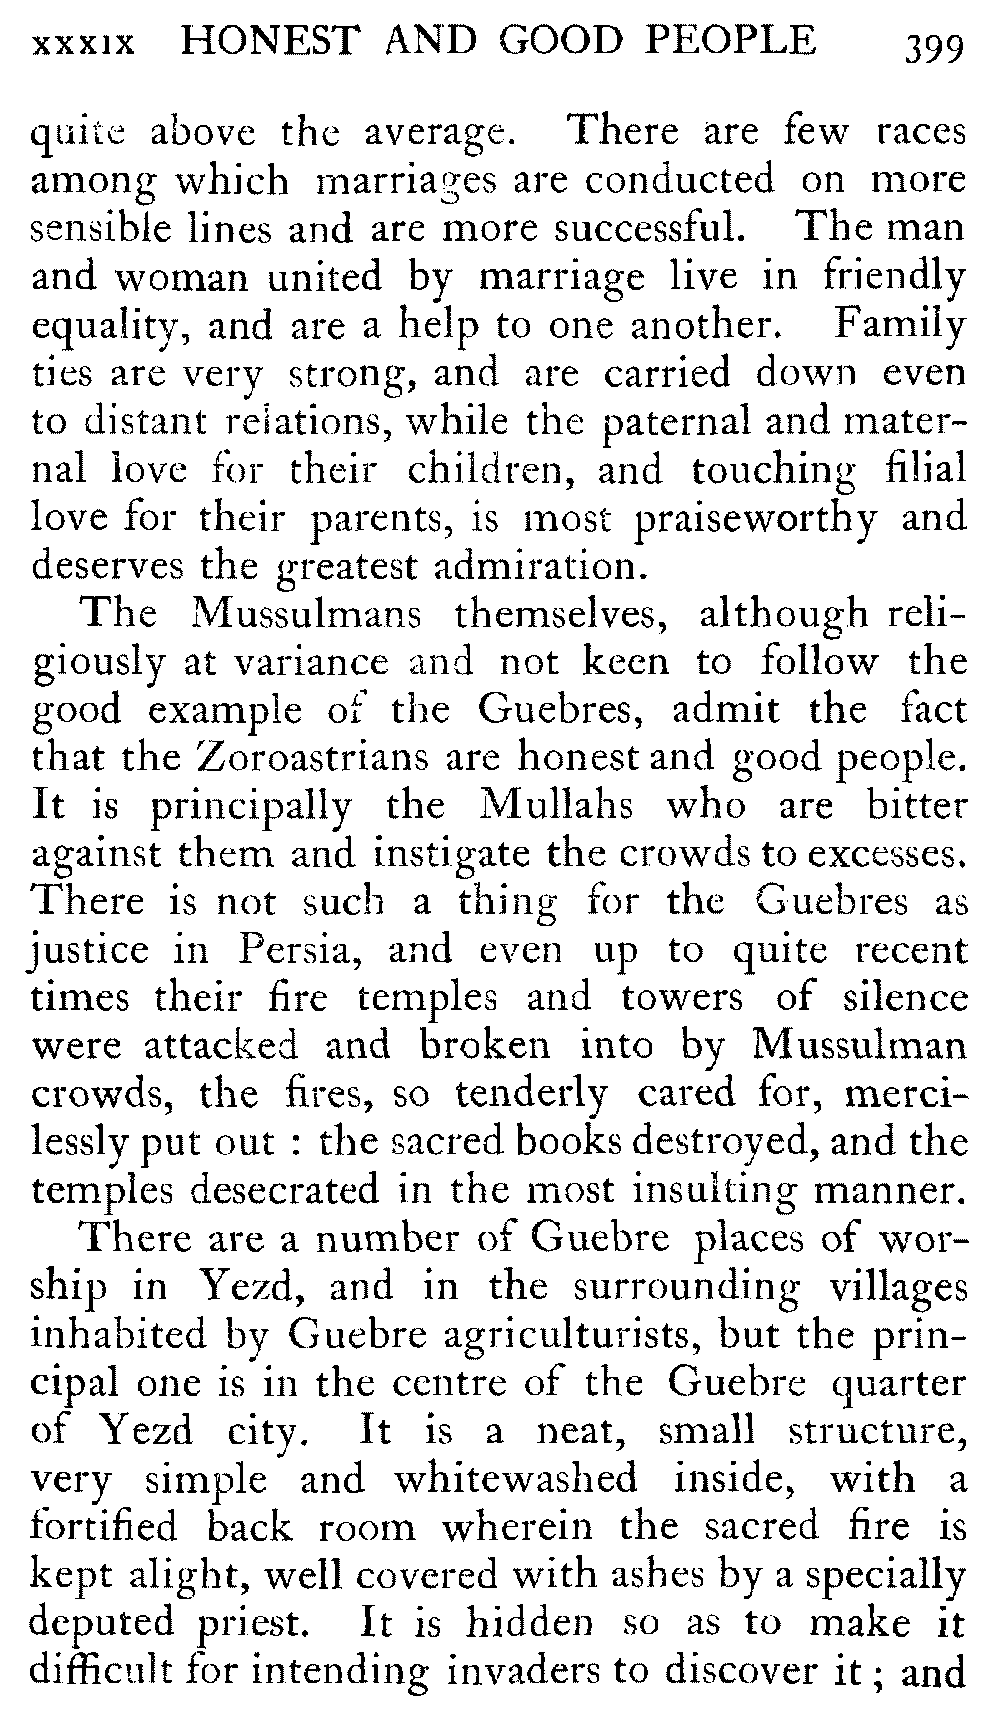 xxxix HONEST AND GOOD PEOPLE 399
quite above the average. There are few races
among which marriages are conducted on more
sensible lines and are more successful. The man
and woman united by marriage live in friendly
equality, and are a help to one another. Family
ties are very strong, and are carried down even
to distant relations, while the paternal and mater-
nal love for their children, and touching filial
love for their parents, is most praiseworthy and
deserves the greatest admiration.
The Mussulmans themselves, although reli-
giously at variance and not keen to follow the
good example of the Guebres, admit the fact
that the Zoroastrians are honest and good people.
It is principally the Mullahs who are bitter
against them and instigate the crowds to excesses.
There is not such a thing for the Guebres as
justice in Persia, and even up to quite recent
times their fire temples and towers of silence
were attacked and broken into by Mussulman
crowds, the fires, so tenderly cared for, merci-
lessly put out : the sacred books destroyed, and the
temples desecrated in the most insulting manner.
There are a number of Guebre places of wor-
ship in Yezd, and in the surrounding villages
inhabited by Guebre agriculturists, but the prin-
cipal one is in the centre of the Guebre quarter
of Yezd city. It is a neat, small structure,
very simple and whitewashed inside, with a
fortified back room wherein the sacred fire is
kept alight, well covered with ashes by a specially
deputed priest. It is hidden so as to make it
difficult for intending invaders to discover it ; and